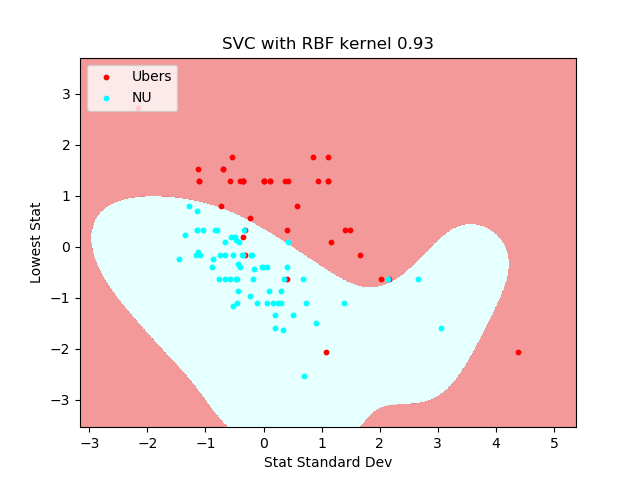 SVC with RBF kernel 0.93
Ubers
NU
3
2
1
0
−1
−2
−3
Lowest Stat
−3 −2 −1 0 1 2 3 4 5
Stat Standard Dev